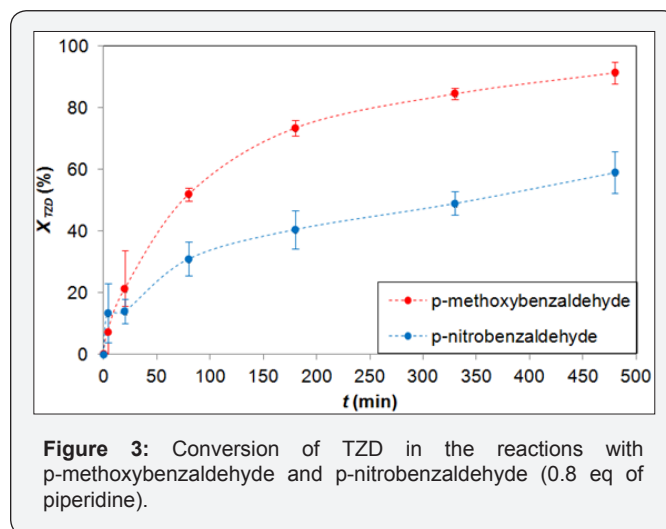 100
80
60
40
20
0
X TZD (%)
p-methoxybenzaldehyde
p-nitrobenzaldehyde
0 50 100 150 200 250 300 350 400 450 500
t (min)
Figure 3: Conversion of TZD in the reactions with
p-methoxybenzaldehyde and p-nitrobenzaldehyde (0.8 eq of
piperidine).